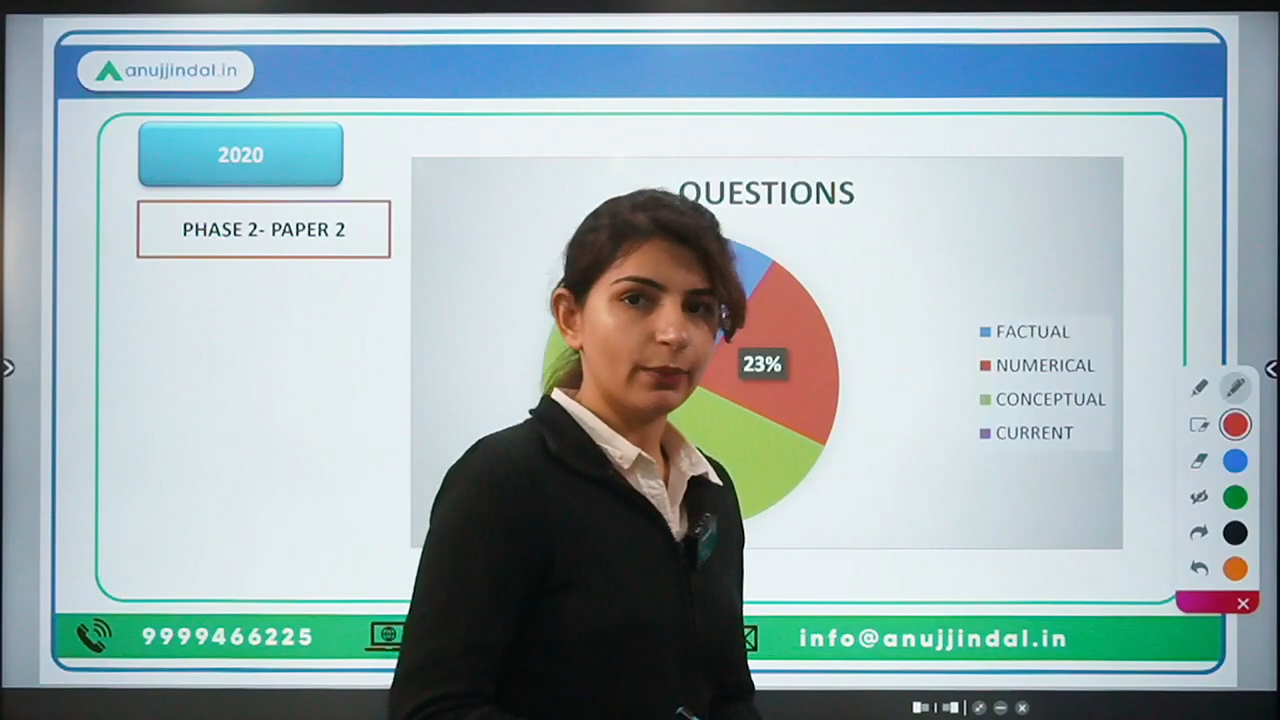 anujjindal.in
2020
PHASE 2- PAPER 2
QUESTIONS
23%
FACTUAL
NUMERICAL
CONCEPTUAL
CURRENT
9999466225
info@anujjindal.in